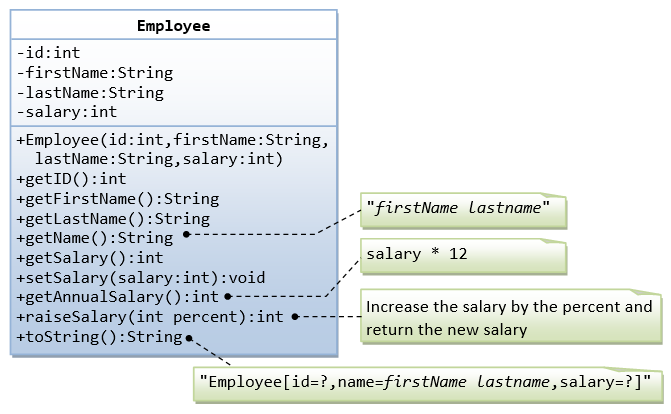 Employee
-id:int
-firstName:String
-lastName:String
-salary:int
+Employee(id:int,firstName:String,
lastName:String,salary:int)
+getID():int
+getFirstName():String
+getLastName():String
+getName():String
+getSalary():int
+setSalary(salary:int):void
+getAnnualSalary():int
+raiseSalary(int percent):int
+toString():String
"firstName lastname"
salary * 12
Increase the salary by the percent and
return the new salary
"Employee[id=?,name=firstName lastname,salary=?]"